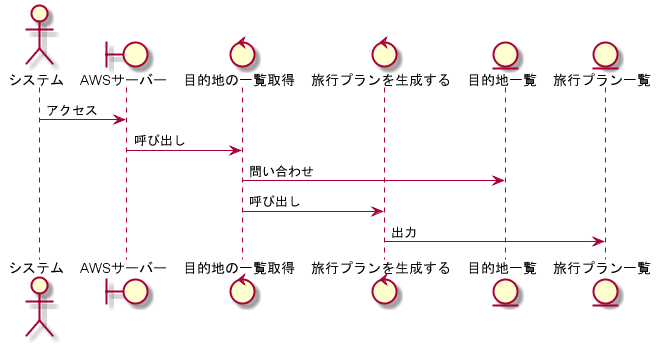 システム
AWSサーバー
目的地の一覧取得
旅行プランを生成する
目的地一覧
旅行プラン一覧
アクセス
呼び出し
問い合わせ
呼び出し
出力
システム
AWSサーバー
目的地の一覧取得
旅行プランを生成する
目的地一覧
旅行プラン一覧